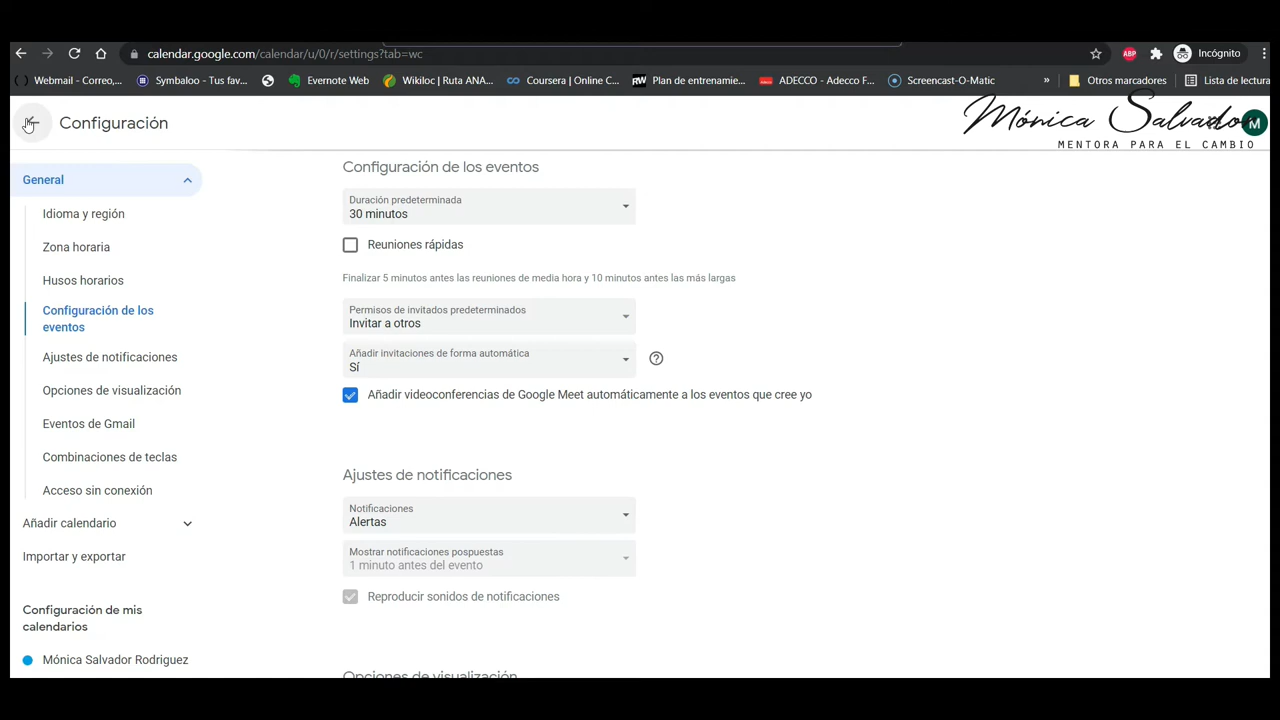 calendar.google.com/calendar/u/0/r/settings?tab=wc
ABP
Incógnito
Webmail - Correo,...
Symbaloo - Tus fav...
Evernote Web
Wikiloc | Ruta ANA...
Coursera | Online C...
RW
Plan de entrenamie...
ADECCO - Adecco F...
Screencast-O-Matic
»
Otros marcadores
Lista de lectura
Configuración
Mónica Salvador
M
MENTORA PARA EL CAMBIO
General
Idioma y región
Zona horaria
Husos horarios
Configuración de los
eventos
Ajustes de notificaciones
Opciones de visualización
Eventos de Gmail
Combinaciones de teclas
Acceso sin conexión
Añadir calendario
Importar y exportar
Configuración de mis
calendarios
Mónica Salvador Rodriguez
Configuración de los eventos
Duración predeterminada
30 minutos
Reuniones rápidas
Finalizar 5 minutos antes las reuniones de media hora y 10 minutos antes las más largas
Permisos de invitados predeterminados
Invitar a otros
Añadir invitaciones de forma automática
Sí
?
Añadir videoconferencias de Google Meet automáticamente a los eventos que cree yo
Ajustes de notificaciones
Notificaciones
Alertas
Mostrar notificaciones pospuestas
1 minuto antes del evento
Reproducir sonidos de notificaciones
Opciones de visualización